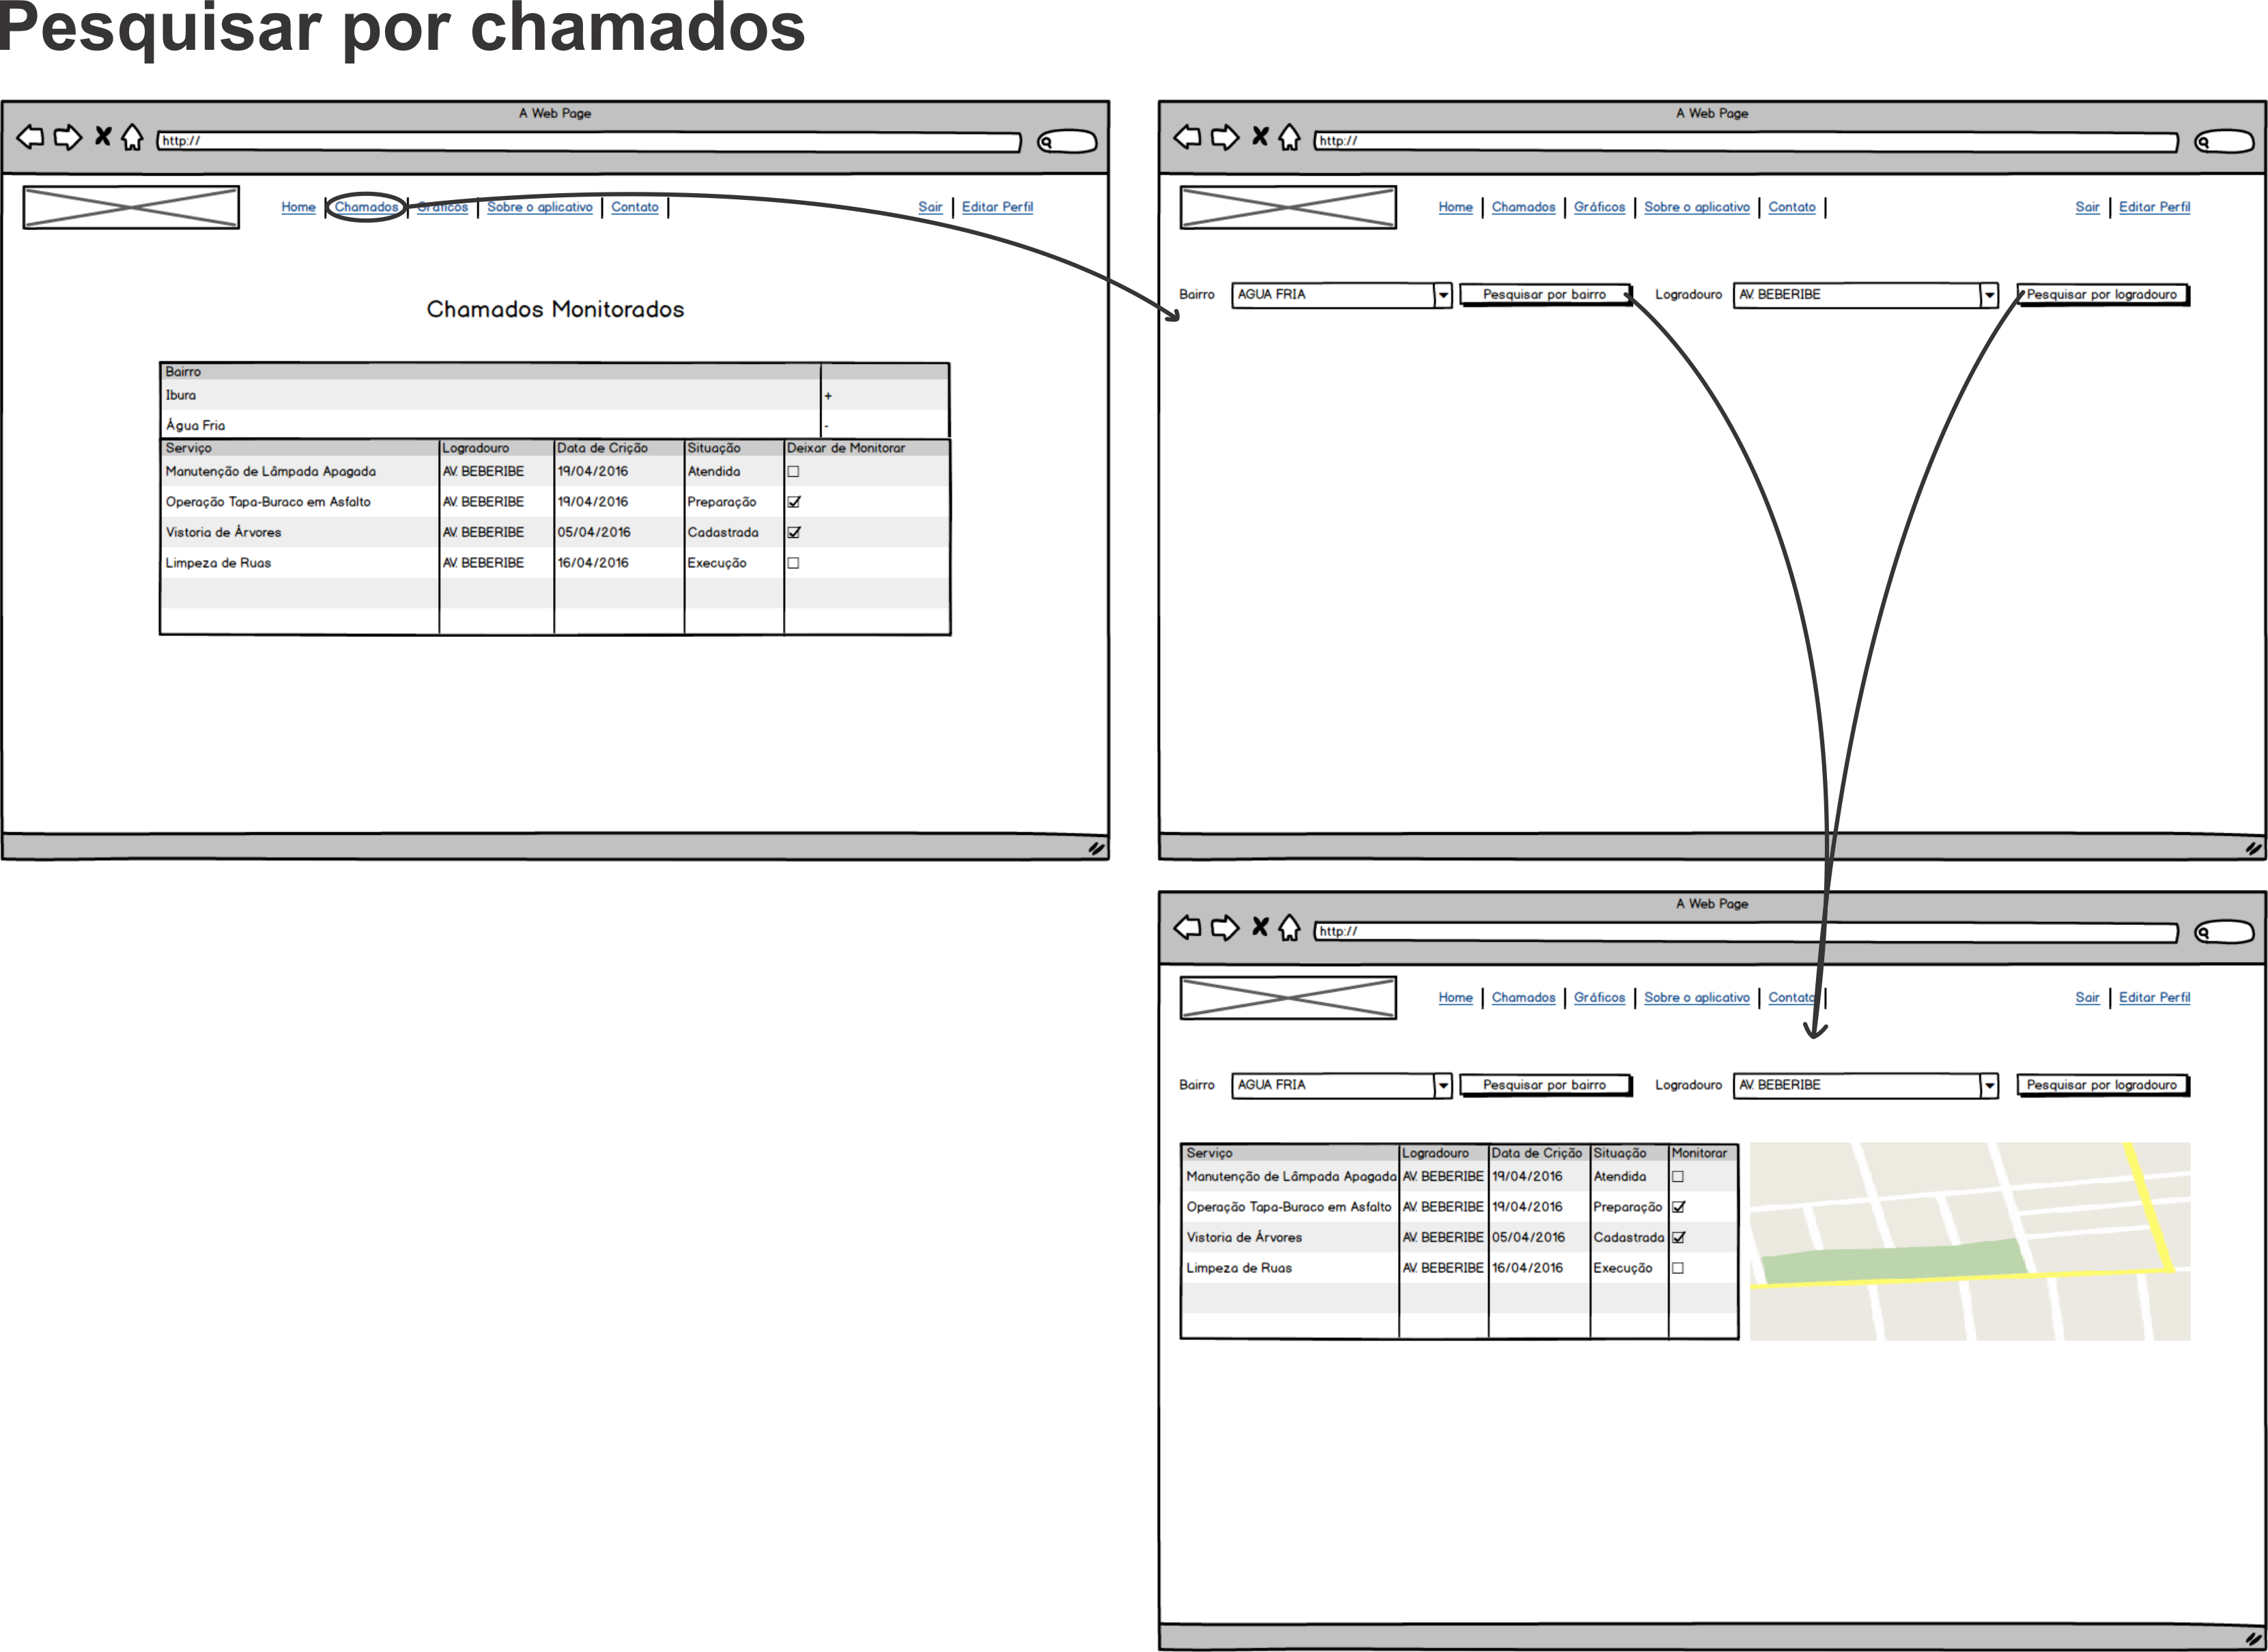 Pesquisar por chamados
A Web Page
http://
Home Chamados Gráficos Sobre o aplicativo Contato Sair Editar Perfil
Chamados Monitorados
Bairro
Ibura +
Água Fria -
Serviço Logradouro Data de Crição Situação Deixar de Monitorar
Manutenção de Lâmpada Apagada AV. BEBERIBE 19/04/2016 Atendida
Operação Tapa-Buraco em Asfalto AV. BEBERIBE 19/04/2016 Preparação
Vistoria de Árvores AV. BEBERIBE 05/04/2016 Cadastrada
Limpeza de Ruas AV. BEBERIBE 16/04/2016 Execução
A Web Page
http://
Home Chamados Gráficos Sobre o aplicativo Contato Sair Editar Perfil
Bairro AGUA FRIA Pesquisar por bairro Logradouro AV. BEBERIBE Pesquisar por logradouro
A Web Page
http://
Home Chamados Gráficos Sobre o aplicativo Contato Sair Editar Perfil
Bairro AGUA FRIA Pesquisar por bairro Logradouro AV. BEBERIBE Pesquisar por logradouro
Serviço Logradouro Data de Crição Situação Monitorar
Manutenção de Lâmpada Apagada AV. BEBERIBE 19/04/2016 Atendida
Operação Tapa-Buraco em Asfalto AV. BEBERIBE 19/04/2016 Preparação
Vistoria de Árvores AV. BEBERIBE 05/04/2016 Cadastrada
Limpeza de Ruas AV. BEBERIBE 16/04/2016 Execução